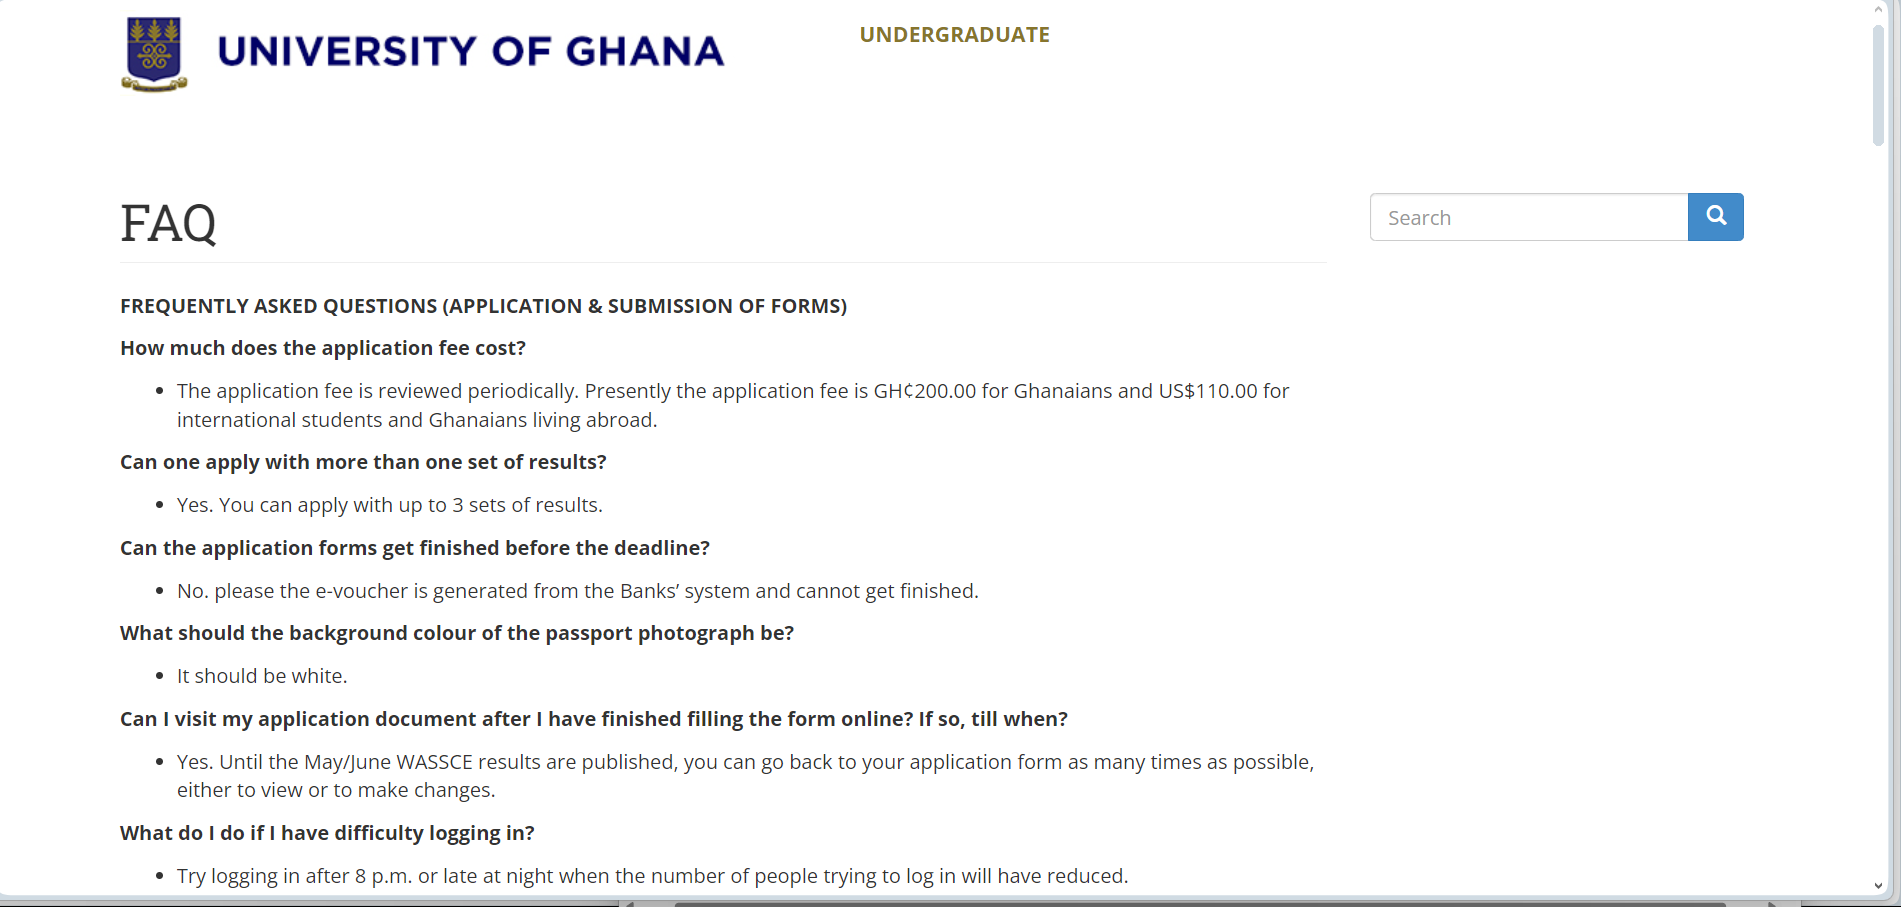 UNIVERSITY OF GHANA
UNDERGRADUATE
FAQ
Search
FREQUENTLY ASKED QUESTIONS (APPLICATION & SUBMISSION OF FORMS)
How much does the application fee cost?
• The application fee is reviewed periodically. Presently the application fee is GH₵200.00 for Ghanaians and US$110.00 for
international students and Ghanaians living abroad.
Can one apply with more than one set of results?
• Yes. You can apply with up to 3 sets of results.
Can the application forms get finished before the deadline?
• No. please the e-voucher is generated from the Banks’ system and cannot get finished.
What should the background colour of the passport photograph be?
• It should be white.
Can I visit my application document after I have finished filling the form online? If so, till when?
• Yes. Until the May/June WASSCE results are published, you can go back to your application form as many times as possible,
either to view or to make changes.
What do I do if I have difficulty logging in?
• Try logging in after 8 p.m. or late at night when the number of people trying to log in will have reduced.